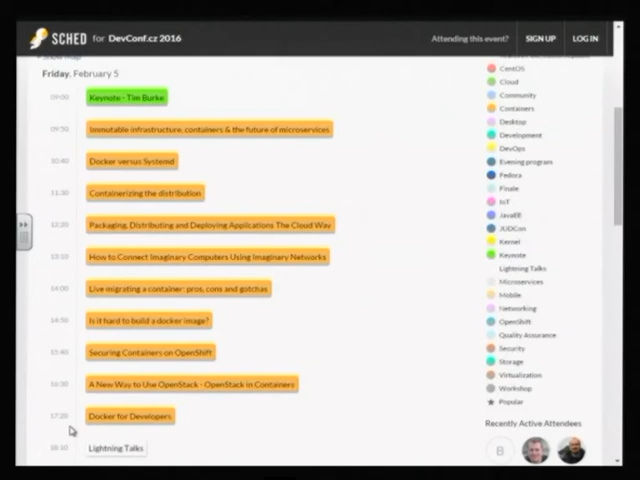 SCHED for DevConf.cz 2016
Attending this event? SIGN UP LOG IN
Friday, February 5
09:00 Keynote - Tim Burke
09:50 Immutable infrastructure, containers & the future of microservices
10:40 Docker versus Systemd
11:30 Containerizing the distribution
12:20 Packaging, Distributing and Deploying Applications The Cloud Way
13:10 How to Connect Imaginary Computers Using Imaginary Networks
14:00 Live migrating a container: pros, cons and gotchas
14:50 Is it hard to build a docker image?
15:40 Securing Containers on OpenShift
16:30 A New Way to Use OpenStack - OpenStack in Containers
17:20 Docker for Developers
18:10 Lightning Talks
CentOS
Cloud
Community
Containers
Desktop
Development
DevOps
Evening program
Fedora
Finale
IoT
JavaEE
JUDCon
Kernel
Keynote
Lightning Talks
Microservices
Mobile
Networking
OpenShift
Quality Assurance
Security
Storage
Virtualization
Workshop
Popular
Recently Active Attendees
B